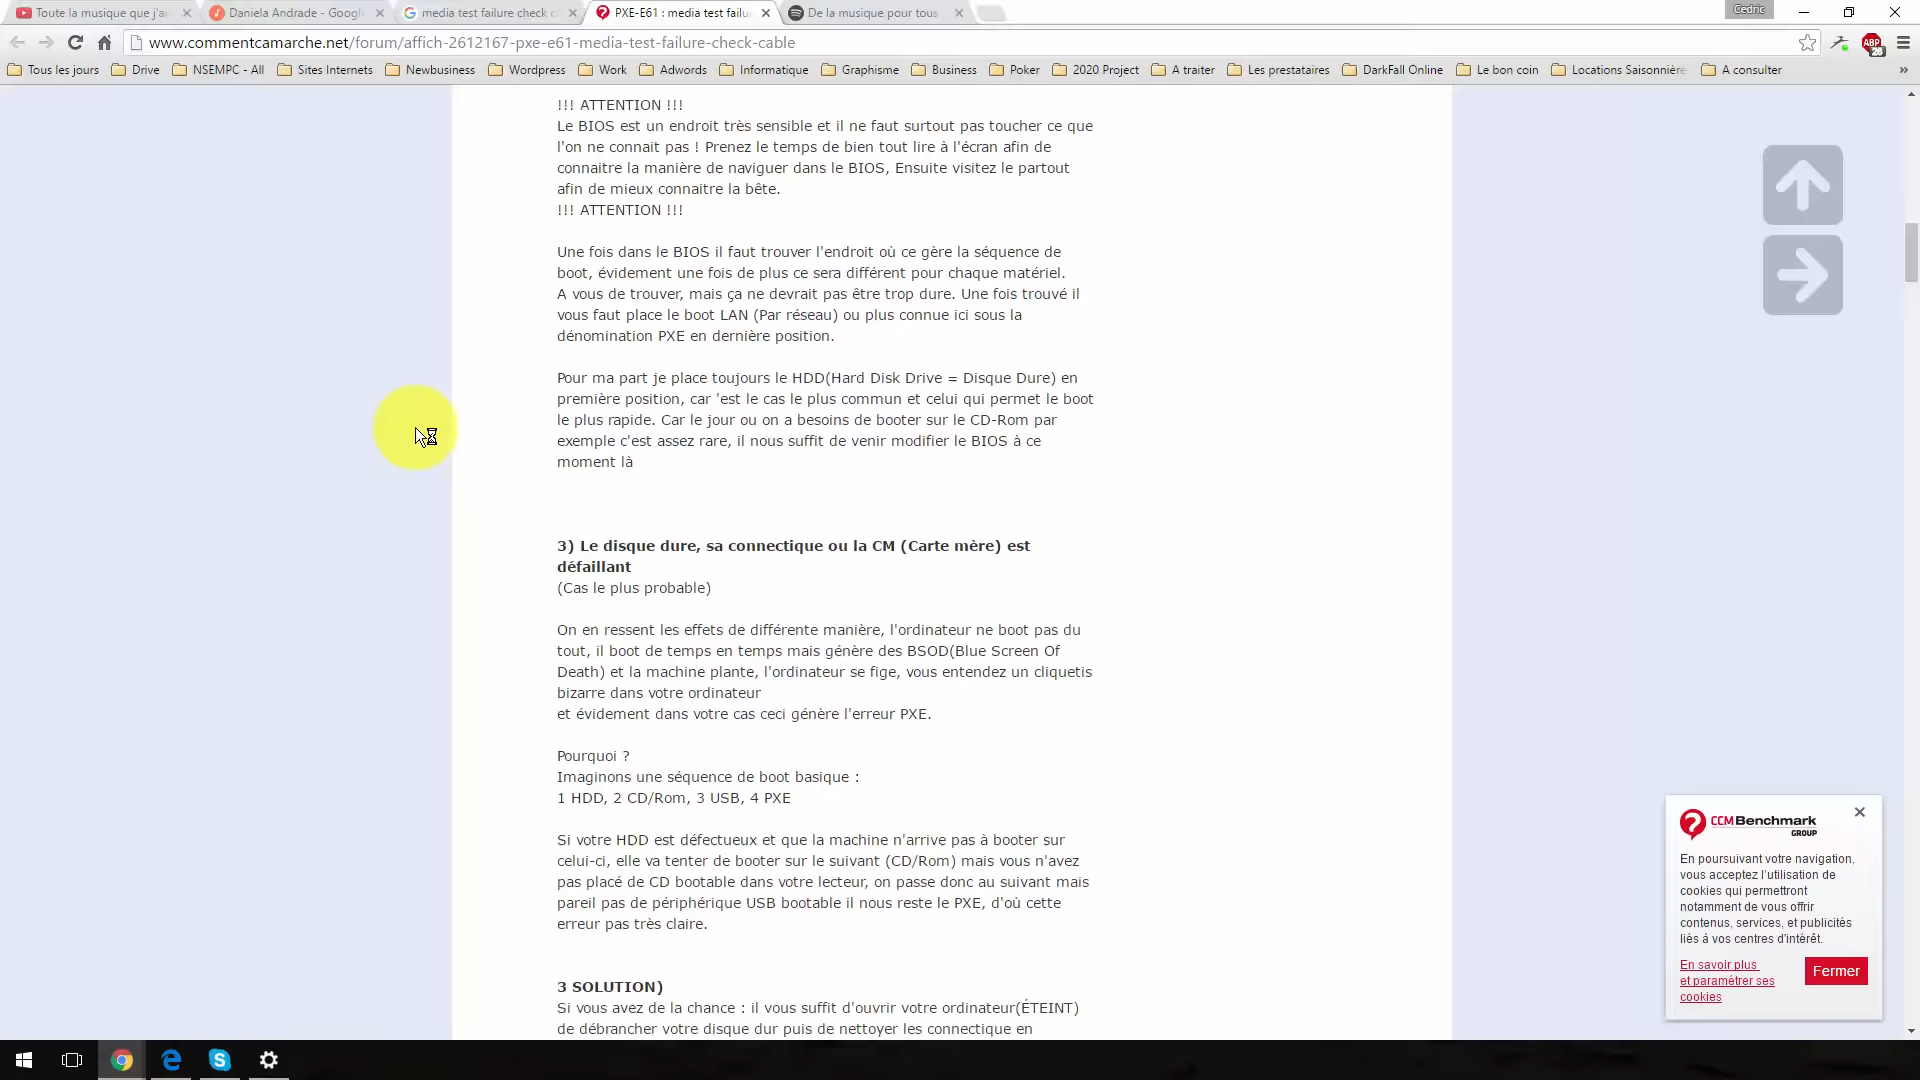 Toute la musique que j'ai
Daniela Andrade - Googl
media test failure check c
PXE-E61 : media test failu
De la musique pour tous
Cedric
www.commentcamarche.net/forum/affich-2612167-pxe-e61-media-test-failure-check-cable
ABP
Tous les jours
Drive
NSEMPC - All
Sites Internets
Newbusiness
Wordpress
Work
Adwords
Informatique
Graphisme
Business
Poker
2020 Project
A traiter
Les prestataires
DarkFall Online
Le bon coin
Locations Saisonnière
A consulter
»
!!! ATTENTION !!!
Le BIOS est un endroit très sensible et il ne faut surtout pas toucher ce que
l'on ne connait pas ! Prenez le temps de bien tout lire à l'écran afin de
connaitre la manière de naviguer dans le BIOS, Ensuite visitez le partout
afin de mieux connaitre la bête.
!!! ATTENTION !!!
Une fois dans le BIOS il faut trouver l'endroit où ce gère la séquence de
boot, évidement une fois de plus ce sera différent pour chaque matériel.
A vous de trouver, mais ça ne devrait pas être trop dure. Une fois trouvé il
vous faut place le boot LAN (Par réseau) ou plus connue ici sous la
dénomination PXE en dernière position.
Pour ma part je place toujours le HDD(Hard Disk Drive = Disque Dure) en
première position, car 'est le cas le plus commun et celui qui permet le boot
le plus rapide. Car le jour ou on a besoins de booter sur le CD-Rom par
exemple c'est assez rare, il nous suffit de venir modifier le BIOS à ce
moment là
3) Le disque dure, sa connectique ou la CM (Carte mère) est
défaillant
(Cas le plus probable)
On en ressent les effets de différente manière, l'ordinateur ne boot pas du
tout, il boot de temps en temps mais génère des BSOD(Blue Screen Of
Death) et la machine plante, l'ordinateur se fige, vous entendez un cliquetis
bizarre dans votre ordinateur
et évidement dans votre cas ceci génère l'erreur PXE.
Pourquoi ?
Imaginons une séquence de boot basique :
1 HDD, 2 CD/Rom, 3 USB, 4 PXE
Si votre HDD est défectueux et que la machine n'arrive pas à booter sur
celui-ci, elle va tenter de booter sur le suivant (CD/Rom) mais vous n'avez
pas placé de CD bootable dans votre lecteur, on passe donc au suivant mais
pareil pas de périphérique USB bootable il nous reste le PXE, d'où cette
erreur pas très claire.
3 SOLUTION)
Si vous avez de la chance : il vous suffit d'ouvrir votre ordinateur(ÉTEINT)
de débrancher votre disque dur puis de nettoyer les connectique en
CCM Benchmark
GROUP
En poursuivant votre navigation,
vous acceptez l'utilisation de
cookies qui permettront
notamment de vous offrir
contenus, services, et publicités
liés à vos centres d'intérêt.
En savoir plus
et paramétrer ses
cookies
Fermer